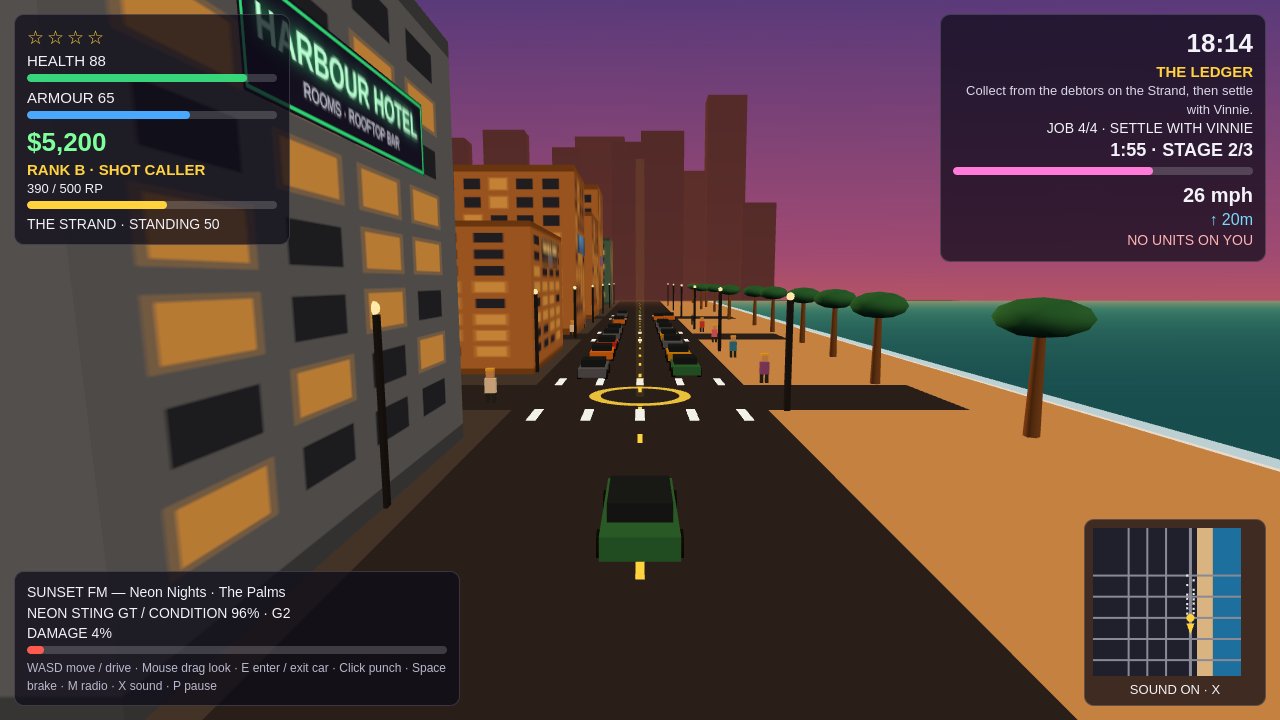 ☆☆☆☆
HEALTH 88
ARMOUR 65
$5,200
RANK B · SHOT CALLER
390 / 500 RP
THE STRAND · STANDING 50
HARBOUR HOTEL
ROOMS · ROOFTOP BAR
18:14
THE LEDGER
Collect from the debtors on the Strand, then settle
with Vinnie.
JOB 4/4 · SETTLE WITH VINNIE
1:55 · STAGE 2/3
26 mph
↑ 20m
NO UNITS ON YOU
SUNSET FM — Neon Nights · The Palms
NEON STING GT / CONDITION 96% · G2
DAMAGE 4%
WASD move / drive · Mouse drag look · E enter / exit car · Click punch · Space
brake · M radio · X sound · P pause
SOUND ON · X